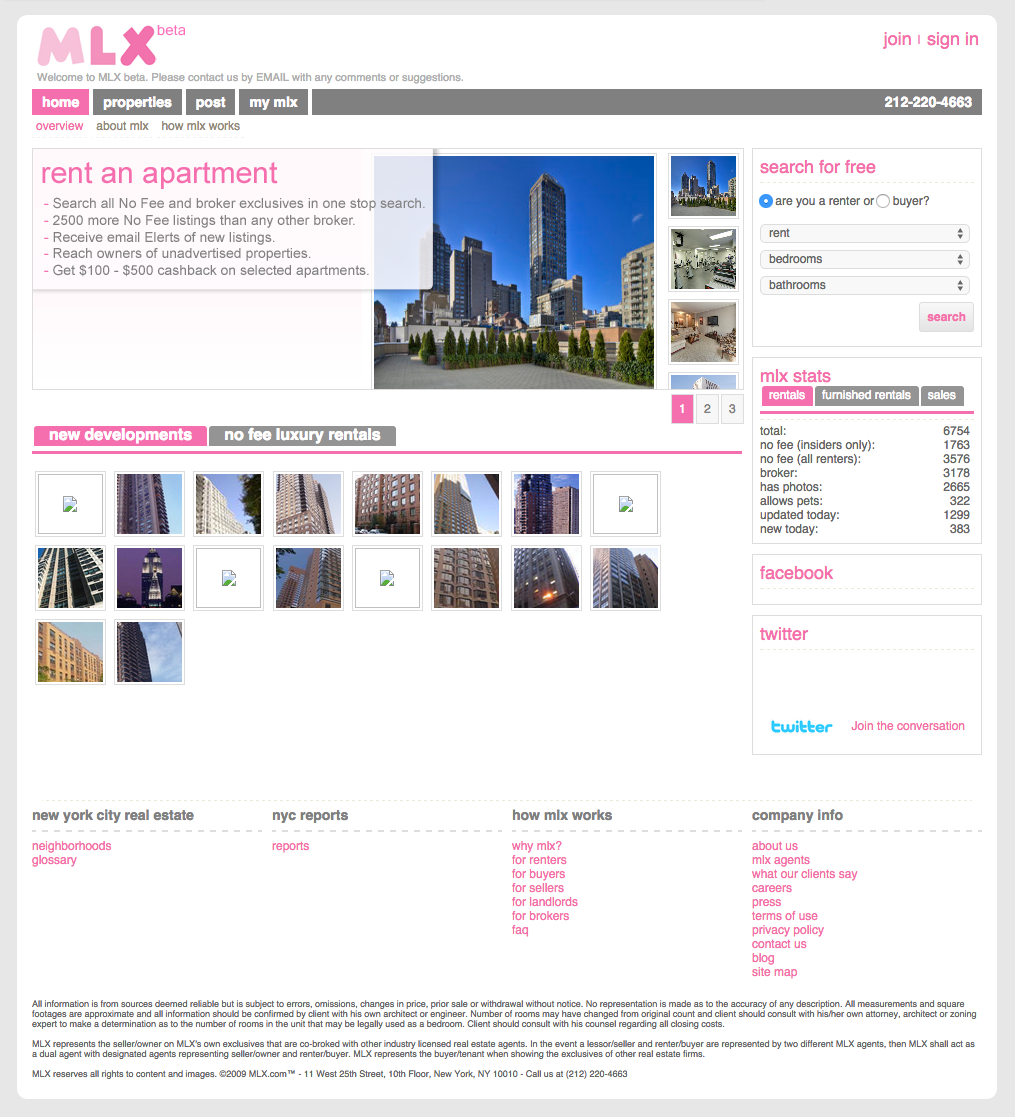 MLX beta
join | sign in
Welcome to MLX beta. Please contact us by EMAIL with any comments or suggestions.
home properties post my mlx 212-220-4663
overview about mlx how mlx works
rent an apartment
- Search all No Fee and broker exclusives in one stop search.
- 2500 more No Fee listings than any other broker.
- Receive email Elerts of new listings.
- Reach owners of unadvertised properties.
- Get $100 - $500 cashback on selected apartments.
1 2 3
search for free
are you a renter or buyer?
rent
bedrooms
bathrooms
search
mlx stats
rentals furnished rentals sales
total: 6754
no fee (insiders only): 1763
no fee (all renters): 3576
broker: 3178
has photos: 2665
allows pets: 322
updated today: 1299
new today: 383
new developments no fee luxury rentals
facebook
twitter
twitter Join the conversation
new york city real estate
neighborhoods
glossary
nyc reports
reports
how mlx works
why mlx?
for renters
for buyers
for sellers
for landlords
for brokers
faq
company info
about us
mlx agents
what our clients say
careers
press
terms of use
privacy policy
contact us
blog
site map
All information is from sources deemed reliable but is subject to errors, omissions, changes in price, prior sale or withdrawal without notice. No representation is made as to the accuracy of any description. All measurements and square
footages are approximate and all information should be confirmed by client with his own architect or engineer. Number of rooms may have changed from original count and client should consult with his/her own attorney, architect or zoning
expert to make a determination as to the number of rooms in the unit that may be legally used as a bedroom. Client should consult with his counsel regarding all closing costs.
MLX represents the seller/owner on MLX's own exclusives that are co-broked with other industry licensed real estate agents. In the event a lessor/seller and renter/buyer are represented by two different MLX agents, then MLX shall act as
a dual agent with designated agents representing seller/owner and renter/buyer. MLX represents the buyer/tenant when showing the exclusives of other real estate firms.
MLX reserves all rights to content and images. ©2009 MLX.com™ - 11 West 25th Street, 10th Floor, New York, NY 10010 - Call us at (212) 220-4663